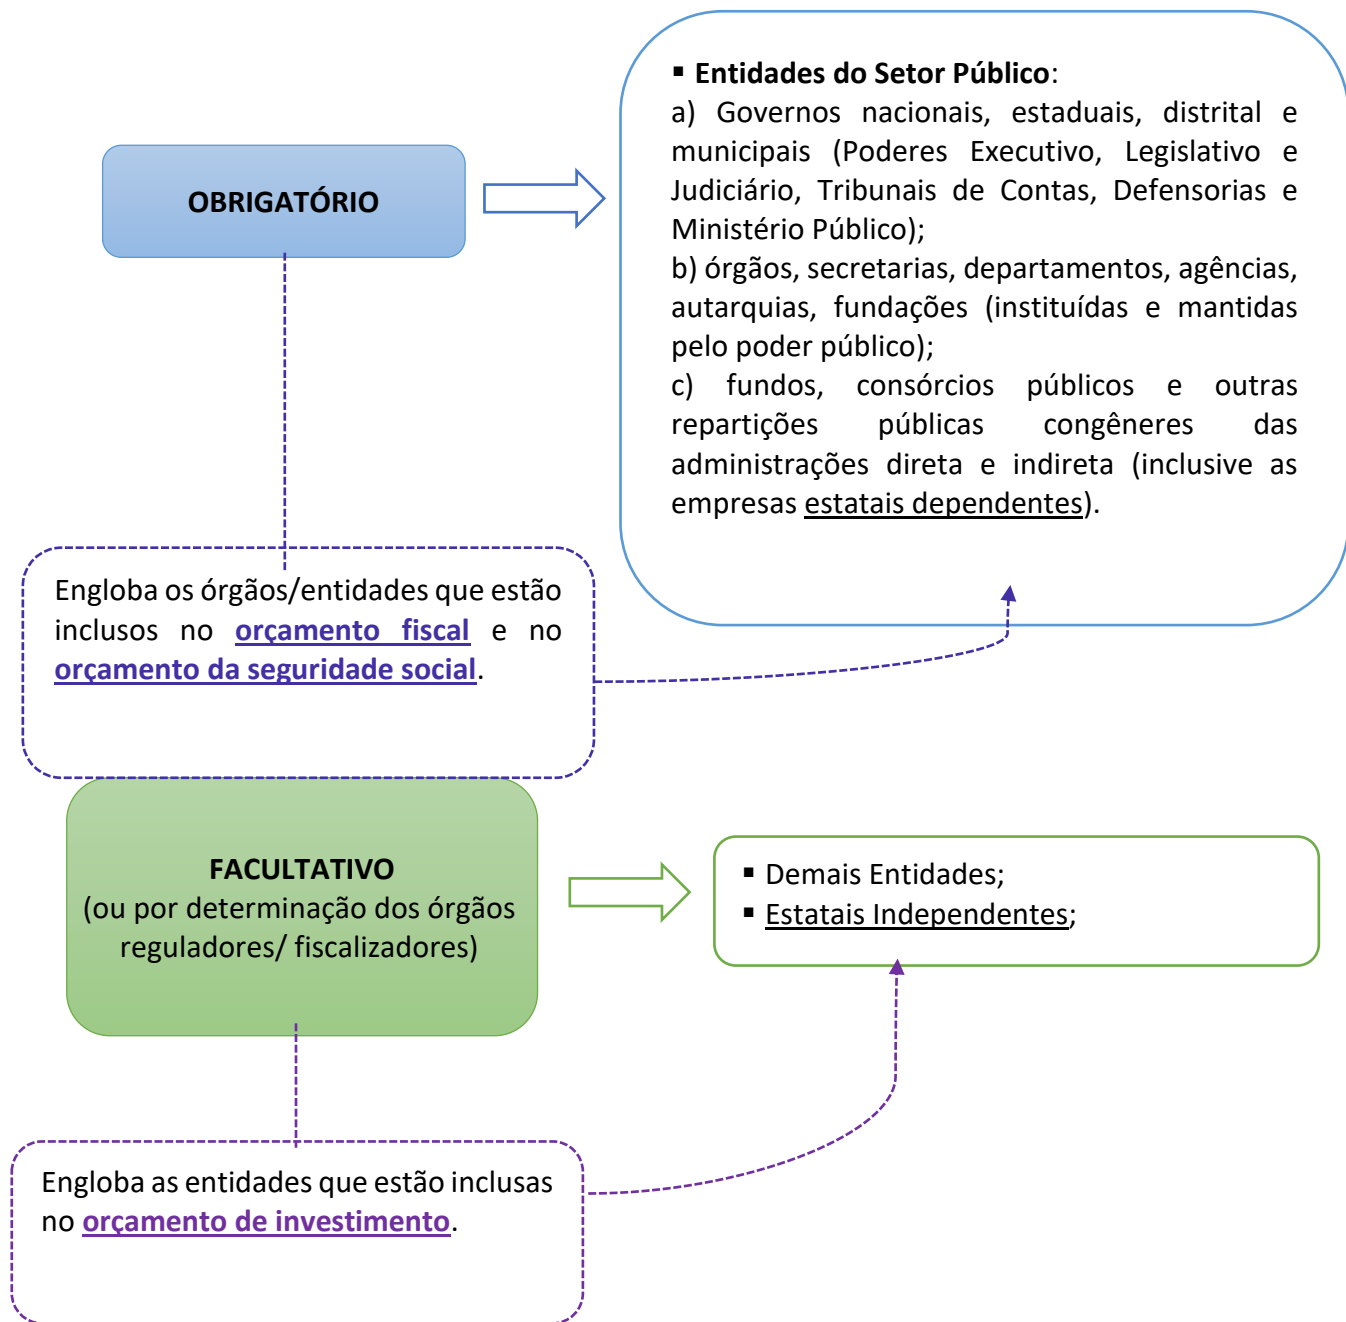 ▪ Entidades do Setor Público:
a) Governos nacionais, estaduais, distrital e
municipais (Poderes Executivo, Legislativo e
Judiciário, Tribunais de Contas, Defensorias e
Ministério Público);
b) órgãos, secretarias, departamentos, agências,
autarquias, fundações (instituídas e mantidas
pelo poder público);
c) fundos, consórcios públicos e outras
repartições públicas congêneres das
administrações direta e indireta (inclusive as
empresas estatais dependentes).
OBRIGATÓRIO
Engloba os órgãos/entidades que estão
inclusos no orçamento fiscal e no
orçamento da seguridade social.
FACULTATIVO
(ou por determinação dos órgãos
reguladores/ fiscalizadores)
▪ Demais Entidades;
▪ Estatais Independentes;
Engloba as entidades que estão inclusas
no orçamento de investimento.